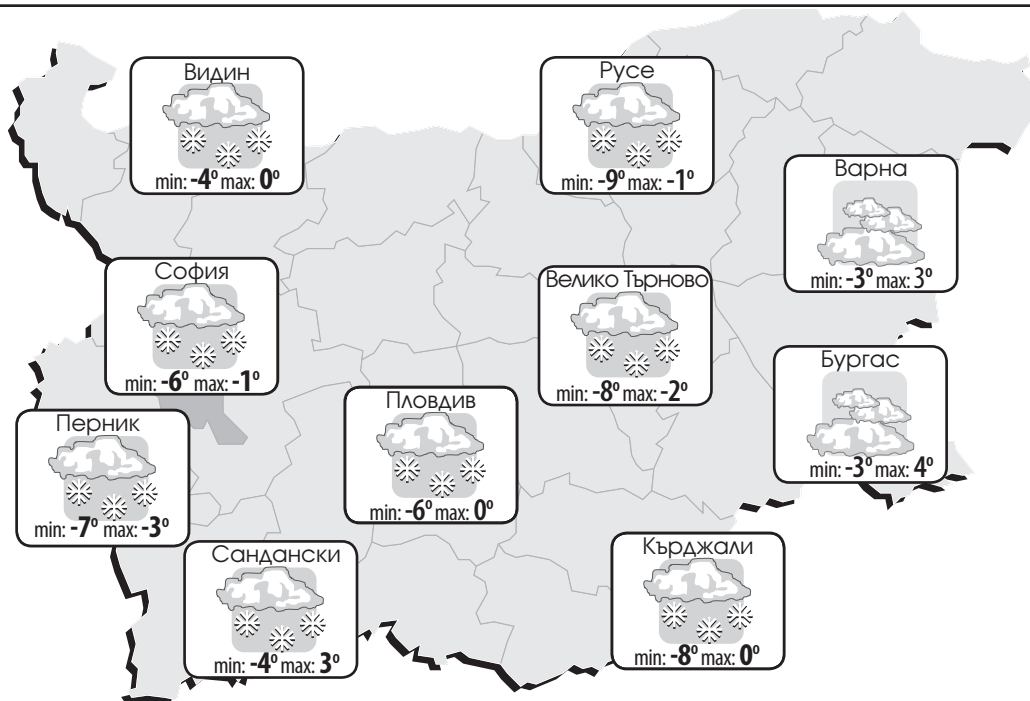 Видин
min: -4° max: 0°
Русе
min: -9° max: -1°
Варна
min: -3° max: 3°
София
min: -6° max: -1°
Велико Търново
min: -8° max: -2°
Бургас
min: -3° max: 4°
Пловдив
min: -6° max: 0°
Перник
min: -7° max: -3°
Сандански
min: -4° max: 3°
Кърджали
min: -8° max: 0°